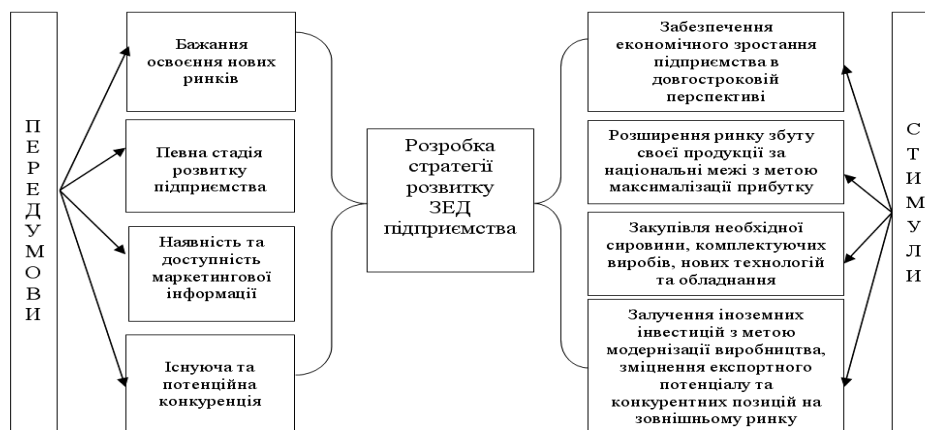 ПЕРЕДУМОВИ
Бажання
освоєння нових
ринків
Певна стадія
розвитку
підприємства
Наявність та
доступність
маркетингової
інформації
Існуюча та
потенційна
конкуренція
Розробка
стратегії
розвитку
ЗЕД
підприємства
Забезпечення
економічного зростання
підприємства в
довгостроковій
перспективі
Розширення ринку збуту
своєї продукції за
національні межі з метою
максималізації прибутку
Закупівля необхідної
сировини, комплектуючих
виробів, нових технологій
та обладнання
Залучення іноземних
інвестицій з метою
модернізації виробництва,
зміцнення експортного
потенціалу та
конкурентних позицій на
зовнішньому ринку
СТИМУЛИ